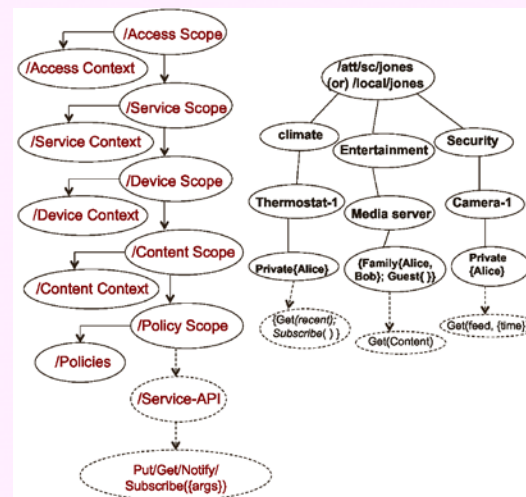 /Access Scope
/Access Context
/Service Scope
/Service Context
/Device Scope
/Device Context
/Content Scope
/Content Context
/Policy Scope
/Policies
/Service-API
Put/Get/Notify/
Subscribe({args})
/att/sc/jones
(or) /local/jones
climate
Entertainment
Security
Thermostat-1
Media server
Camera-1
Private{Alice}
{Family{Alice,
Bob}; Guest{ }}
Private
{Alice}
{Get(recent);
Subscribe( ) }
Get(Content)
Get(feed, {time}